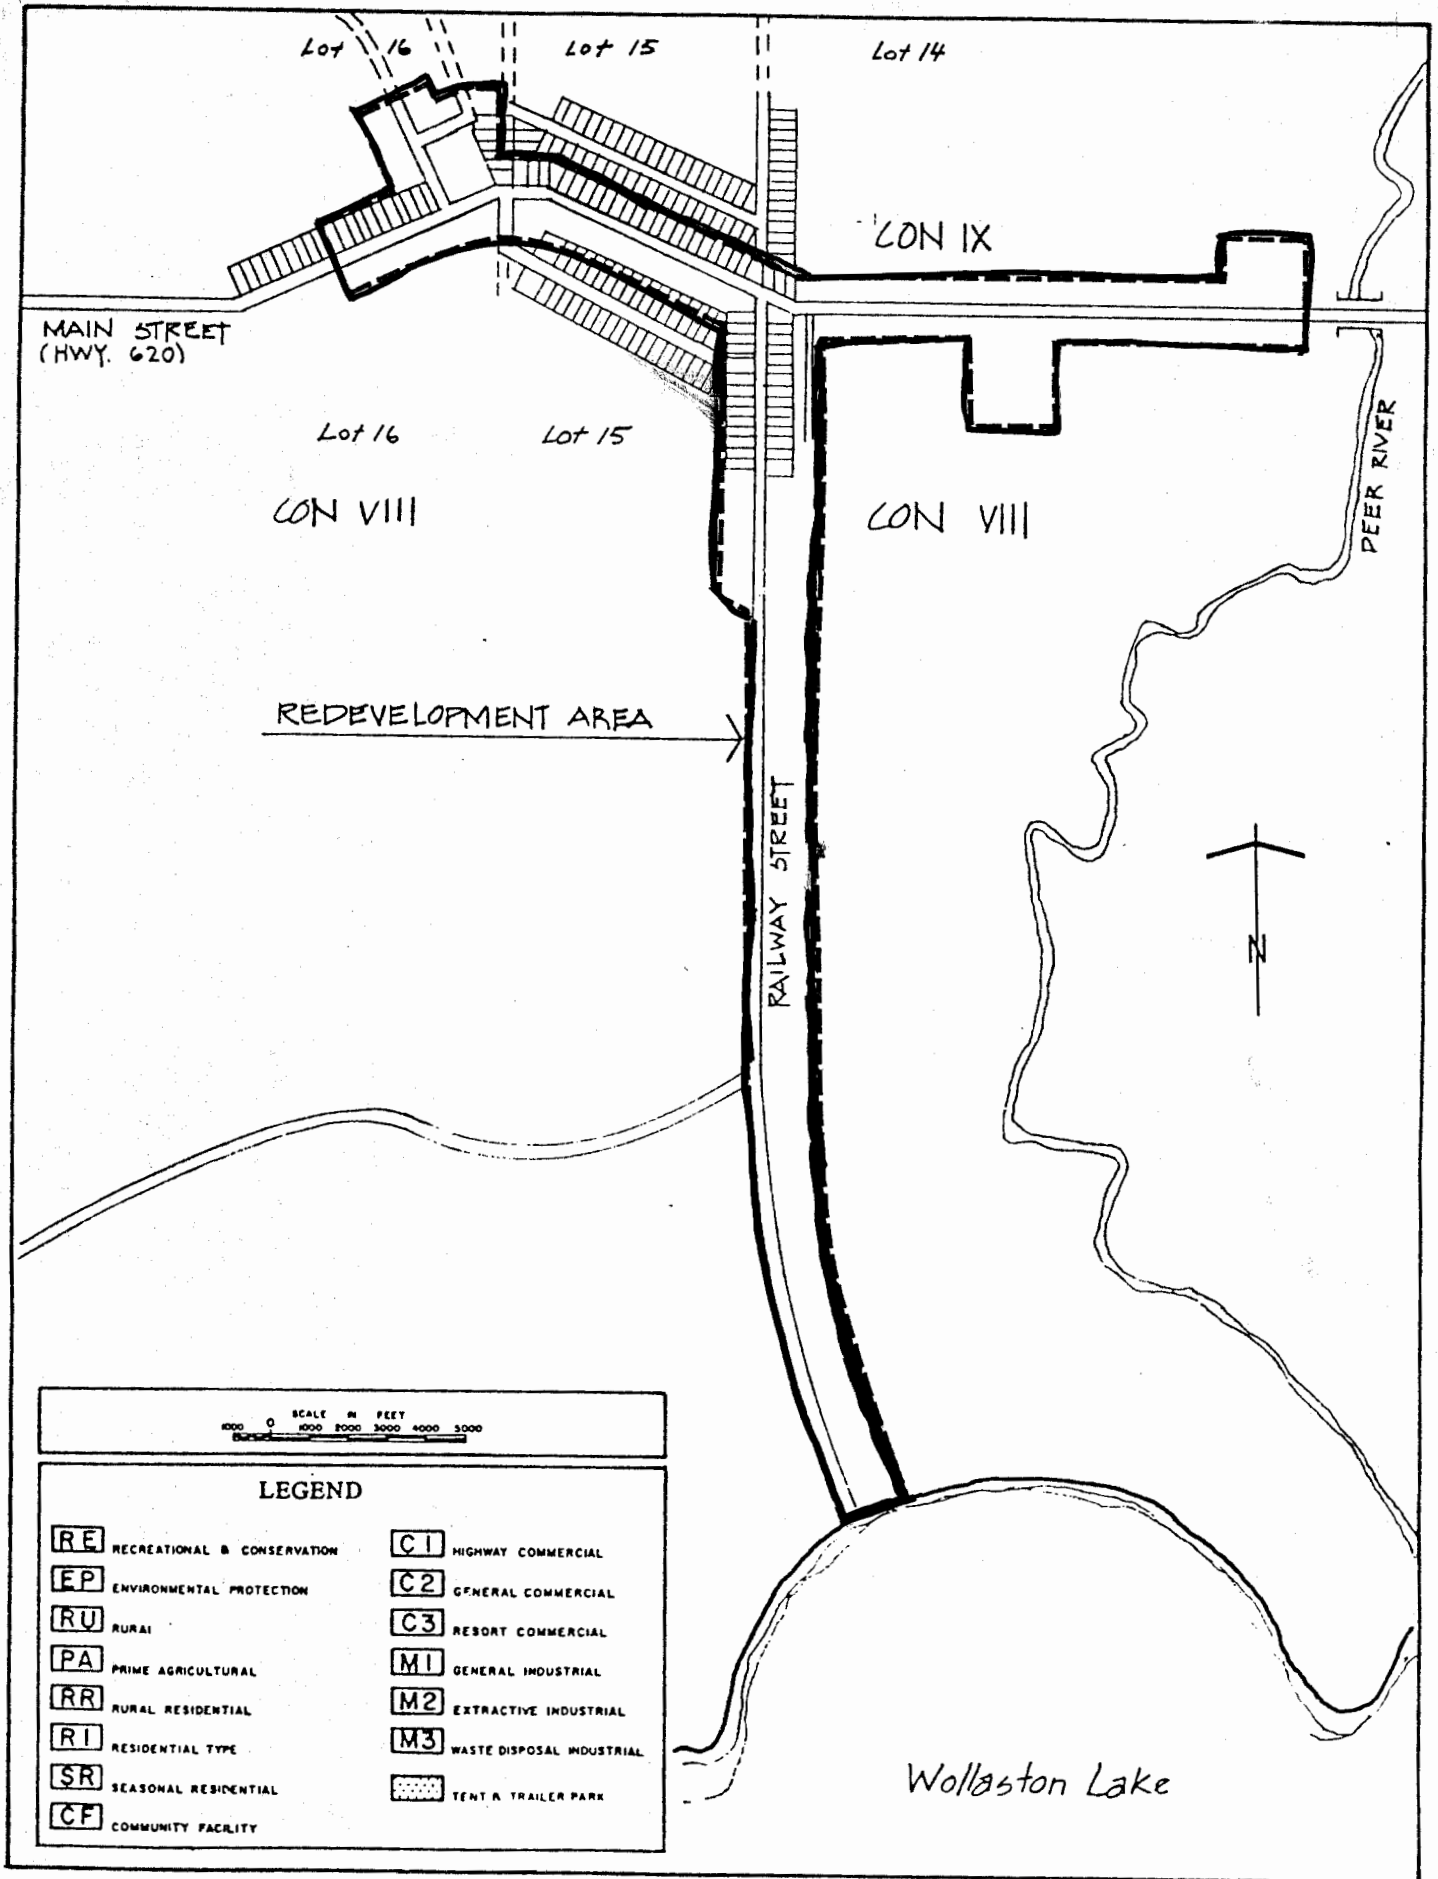 Lot 16
Lot 15
Lot 14
CON IX
MAIN STREET
(HWY. 620)
Lot 16
Lot 15
CON VIII
CON VIII
DEER RIVER
REDEVELOPMENT AREA
RAILWAY STREET
N
SCALE IN FEET
1000 0 1000 2000 3000 4000 5000
LEGEND
RE RECREATIONAL & CONSERVATION
EP ENVIRONMENTAL PROTECTION
RU RURAL
PA PRIME AGRICULTURAL
RR RURAL RESIDENTIAL
R1 RESIDENTIAL TYPE
SR SEASONAL RESIDENTIAL
CF COMMUNITY FACILITY
C1 HIGHWAY COMMERCIAL
C2 GENERAL COMMERCIAL
C3 RESORT COMMERCIAL
M1 GENERAL INDUSTRIAL
M2 EXTRACTIVE INDUSTRIAL
M3 WASTE DISPOSAL INDUSTRIAL
TENT & TRAILER PARK
Wollaston Lake